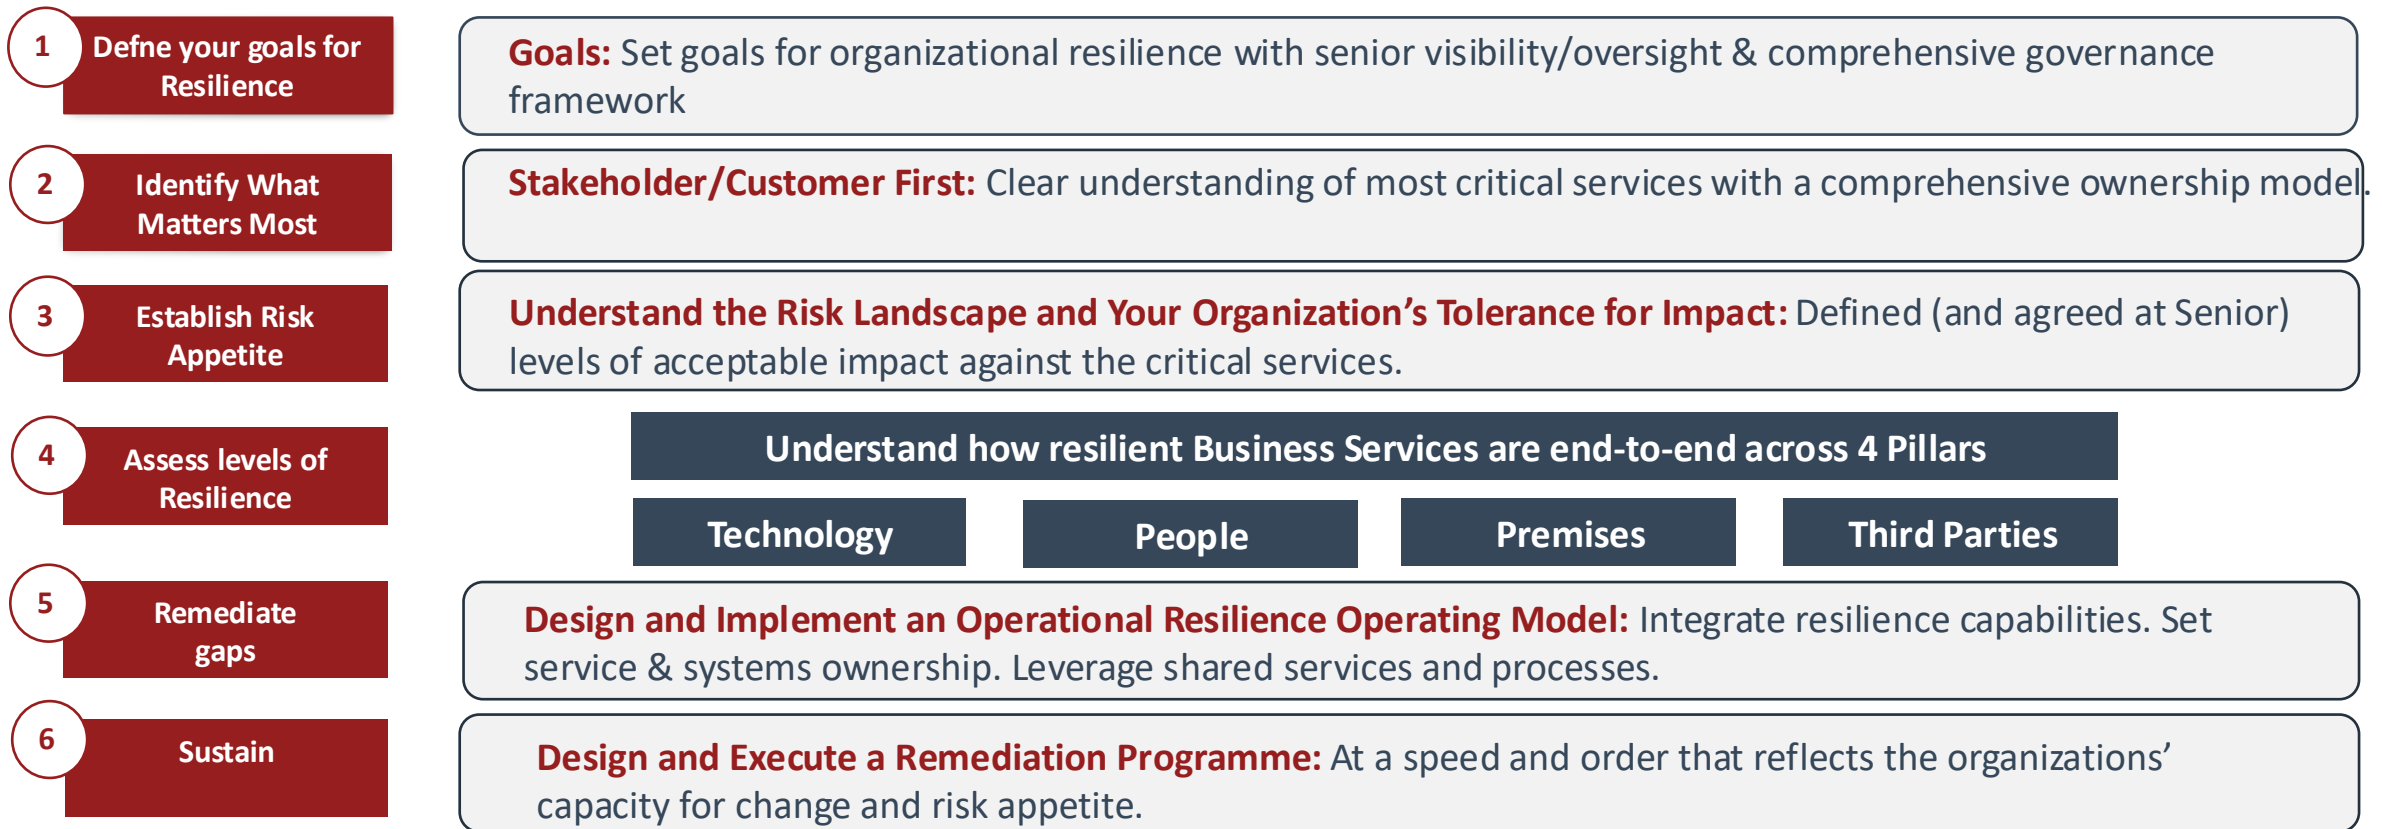 1
Defne your goals for
Resilience
Goals: Set goals for organizational resilience with senior visibility/oversight & comprehensive governance
framework
2
Identify What
Matters Most
Stakeholder/Customer First: Clear understanding of most critical services with a comprehensive ownership model.
3
Establish Risk
Appetite
Understand the Risk Landscape and Your Organization’s Tolerance for Impact: Defined (and agreed at Senior)
levels of acceptable impact against the critical services.
4
Assess levels of
Resilience
Understand how resilient Business Services are end-to-end across 4 Pillars
Technology
People
Premises
Third Parties
5
Remediate
gaps
Design and Implement an Operational Resilience Operating Model: Integrate resilience capabilities. Set
service & systems ownership. Leverage shared services and processes.
6
Sustain
Design and Execute a Remediation Programme: At a speed and order that reflects the organizations’
capacity for change and risk appetite.